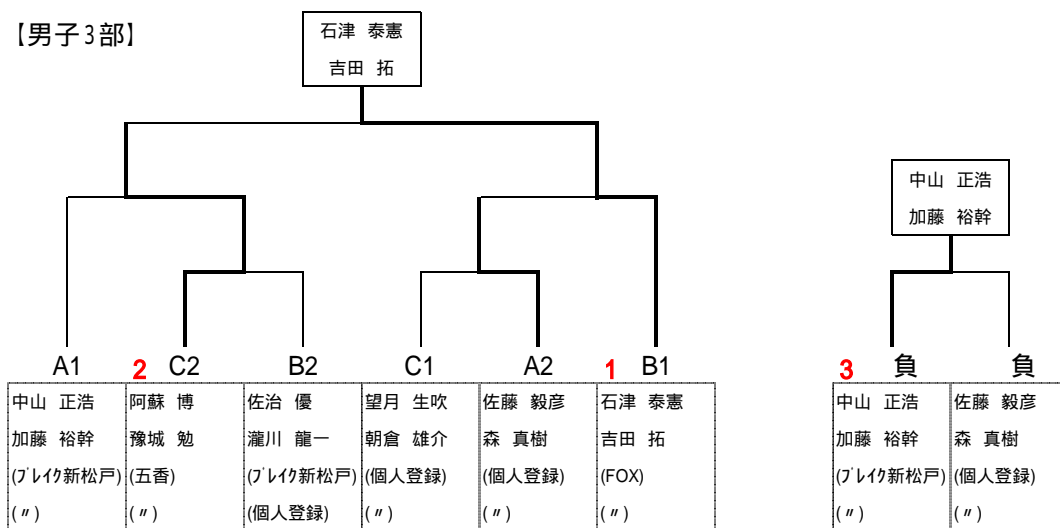 【男子3部】
石津 泰憲
吉田 拓
中山 正浩
加藤 裕幹
A1
2 C2
B2
C1
A2
1 B1
3 負
負
中山 正浩
加藤 裕幹
(ブレイク新松戸)
(〃)
阿蘇 博
豫城 勉
(五香)
(〃)
佐治 優
瀧川 龍一
(ブレイク新松戸)
(個人登録)
望月 生吹
朝倉 雄介
(個人登録)
(〃)
佐藤 毅彦
森 真樹
(個人登録)
(〃)
石津 泰憲
吉田 拓
(FOX)
(〃)
中山 正浩
加藤 裕幹
(ブレイク新松戸)
(〃)
佐藤 毅彦
森 真樹
(個人登録)
(〃)